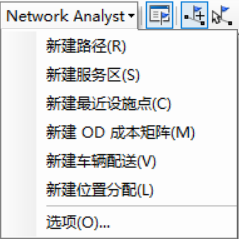 Network Analyst
新建路径(R)
新建服务区(S)
新建最近设施点(C)
新建 OD 成本矩阵(M)
新建车辆配送(V)
新建位置分配(L)
选项(O)...